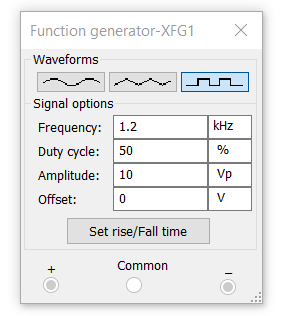 Function generator-XFG1
Waveforms
Signal options
Frequency: 1.2 kHz
Duty cycle: 50 %
Amplitude: 10 Vp
Offset: 0 V
Set rise/Fall time
+ Common −